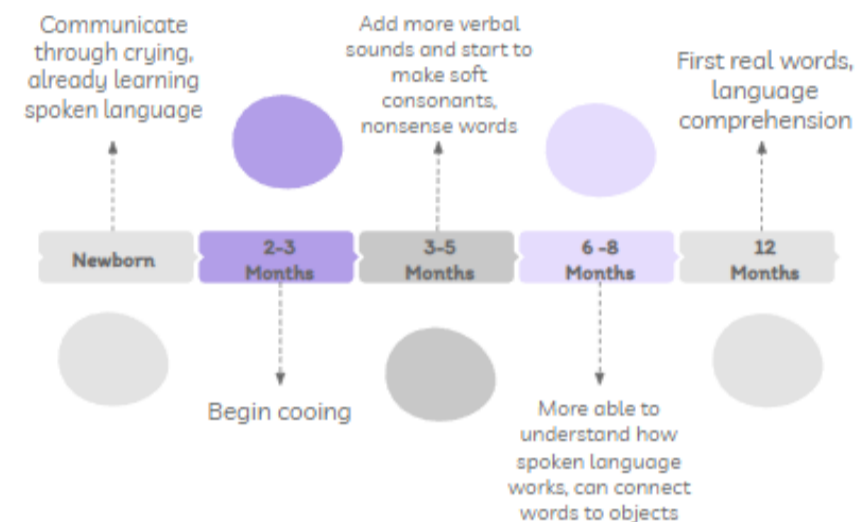 Communicate
through crying,
already learning
spoken language
Add more verbal
sounds and start to
make soft
consonants,
nonsense words
First real words,
language
comprehension
Newborn
2-3
Months
3-5
Months
6 -8
Months
12
Months
Begin cooing
More able to
understand how
spoken language
works, can connect
words to objects